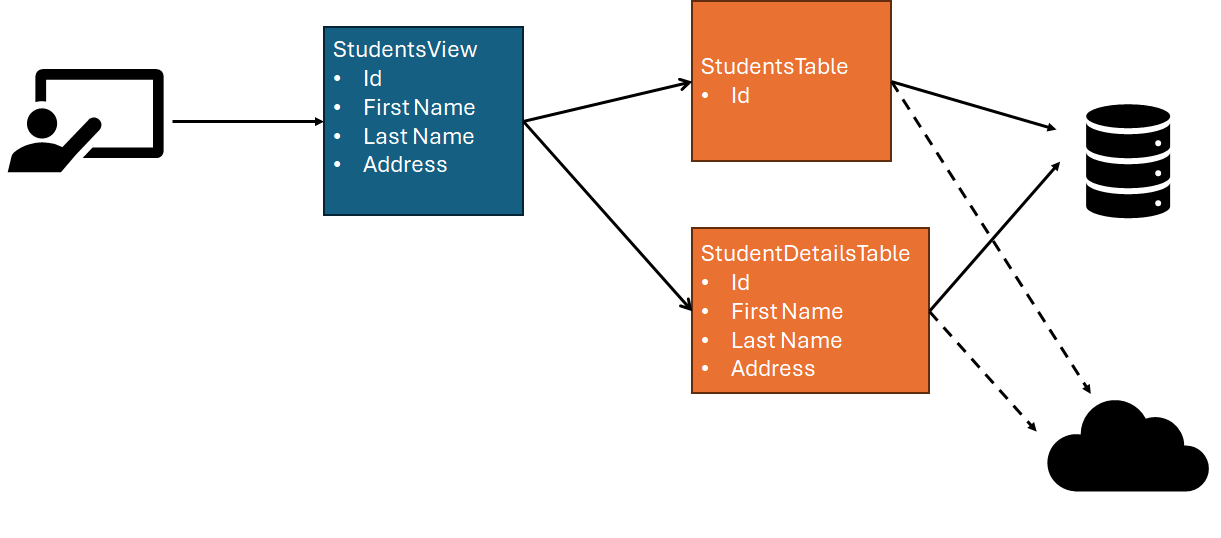 StudentsView
• Id
• First Name
• Last Name
• Address
StudentsTable
• Id
StudentDetailsTable
• Id
• First Name
• Last Name
• Address